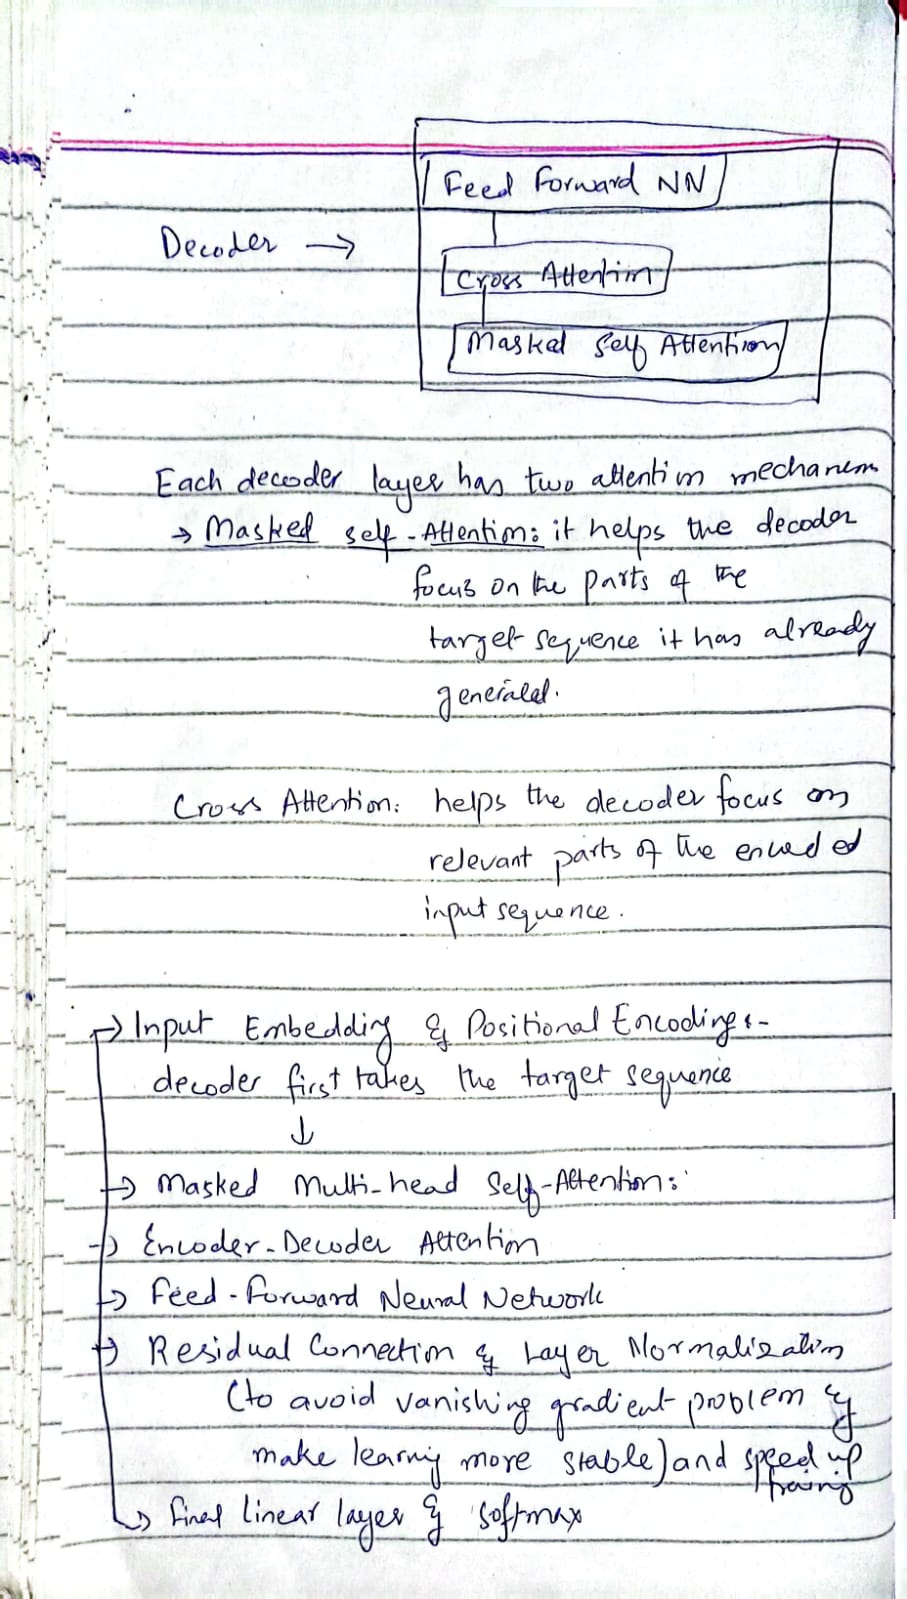 Feed Forward NN
Decoder →
Cross Attention
Masked Self Attention
Each decoder layer has two attention mechanism
→ Masked self-Attention: it helps the decoder
focus on the parts of the
target sequence it has already
generated.
Cross Attention: helps the decoder focus on
relevant parts of the encoded
input sequence.
→ Input Embedding & Positional Encoding:-
decoder first takes the target sequence
↓
→ Masked Multi-head Self-Attention:
→ Encoder-Decoder Attention
→ Feed-Forward Neural Network
→ Residual Connection & Layer Normalization
(to avoid vanishing gradient problem &
make learning more stable) and speed up
training
→ Final linear layer & softmax